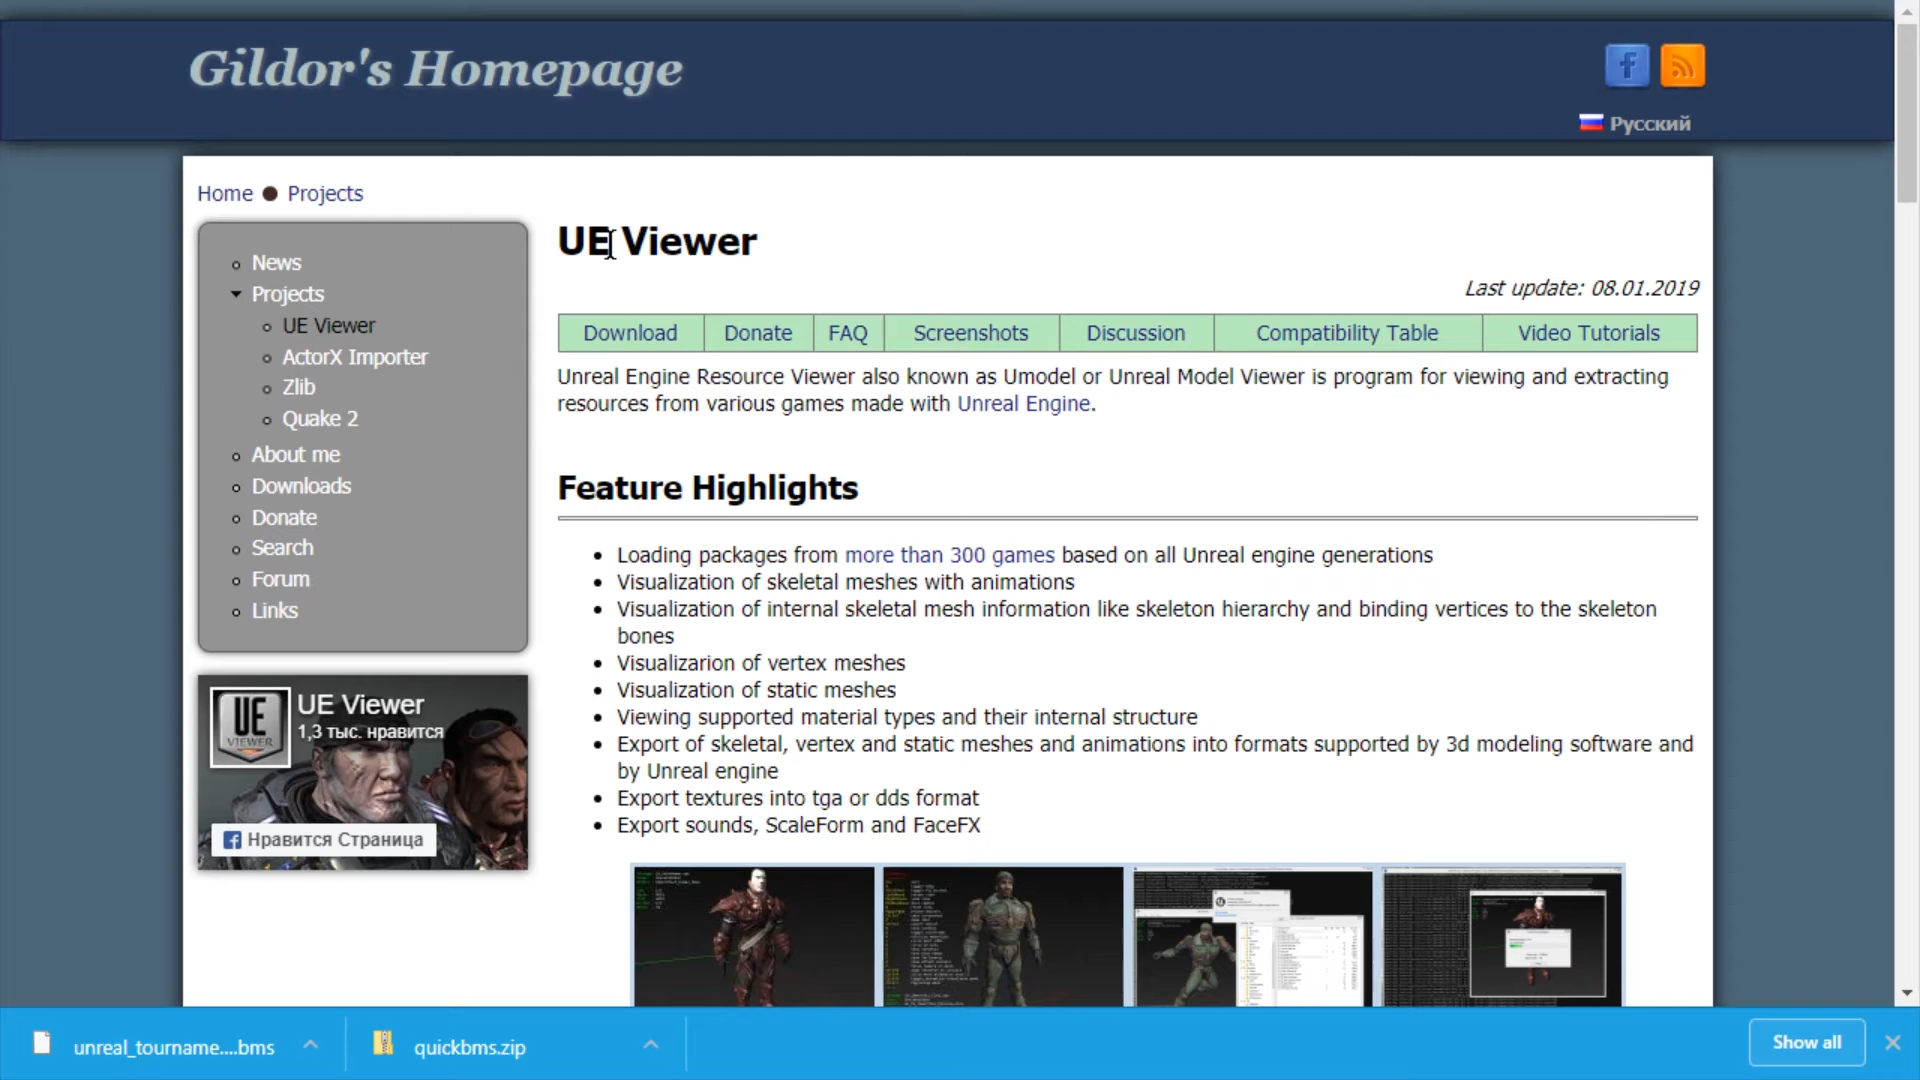 Gildor's Homepage
Русский
Home ● Projects
News
Projects
UE Viewer
ActorX Importer
Zlib
Quake 2
About me
Downloads
Donate
Search
Forum
Links
UE
VIEWER
UE Viewer
1,3 тыс. нравится
Нравится Страница
UE Viewer
Last update: 08.01.2019
Download Donate FAQ Screenshots Discussion Compatibility Table Video Tutorials
Unreal Engine Resource Viewer also known as Umodel or Unreal Model Viewer is program for viewing and extracting
resources from various games made with Unreal Engine.
Feature Highlights
Loading packages from more than 300 games based on all Unreal engine generations
Visualization of skeletal meshes with animations
Visualization of internal skeletal mesh information like skeleton hierarchy and binding vertices to the skeleton
bones
Visualizarion of vertex meshes
Visualization of static meshes
Viewing supported material types and their internal structure
Export of skeletal, vertex and static meshes and animations into formats supported by 3d modeling software and
by Unreal engine
Export textures into tga or dds format
Export sounds, ScaleForm and FaceFX
unreal_tourname....bms
quickbms.zip
Show all